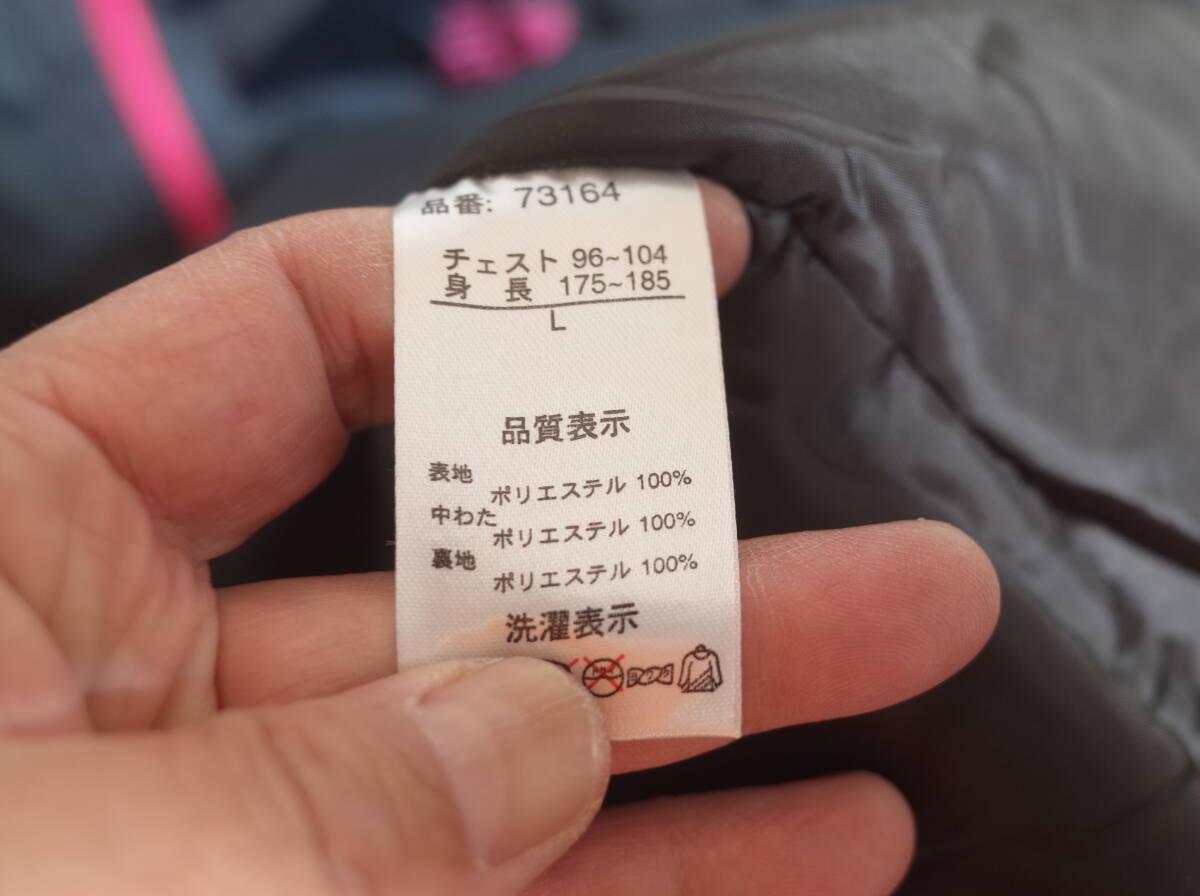 品番: 73164
チェスト 96~104
身 長 175~185
L
品質表示
表地 ポリエステル 100%
中わた ポリエステル 100%
裏地 ポリエステル 100%
洗濯表示